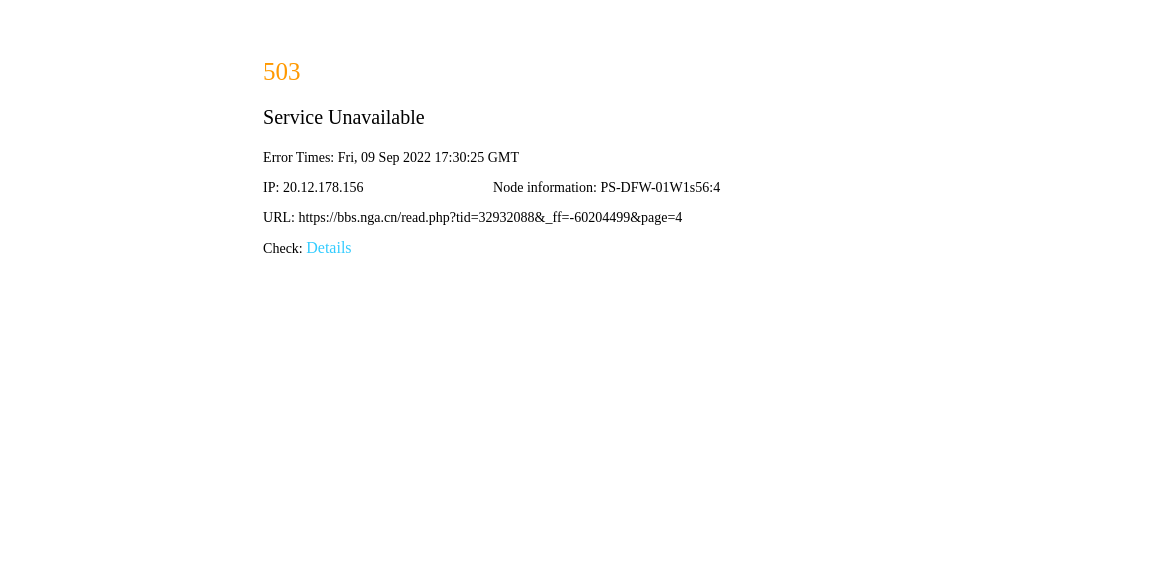 503
Service Unavailable
Error Times: Fri, 09 Sep 2022 17:30:25 GMT
IP: 20.12.178.156 Node information: PS-DFW-01W1s56:4
URL: https://bbs.nga.cn/read.php?tid=32932088&_ff=-60204499&page=4
Check: Details